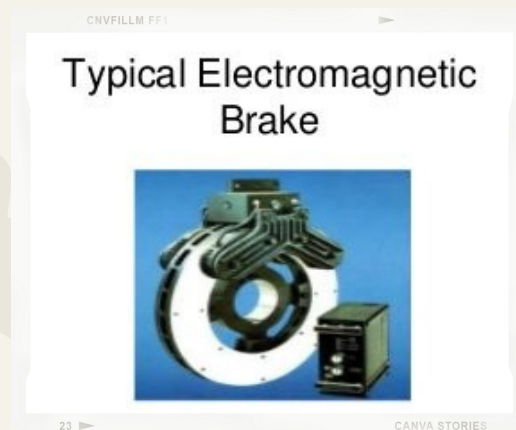 CNVFILLM FF1
Typical Electromagnetic
Brake
23
CANVA STORIES